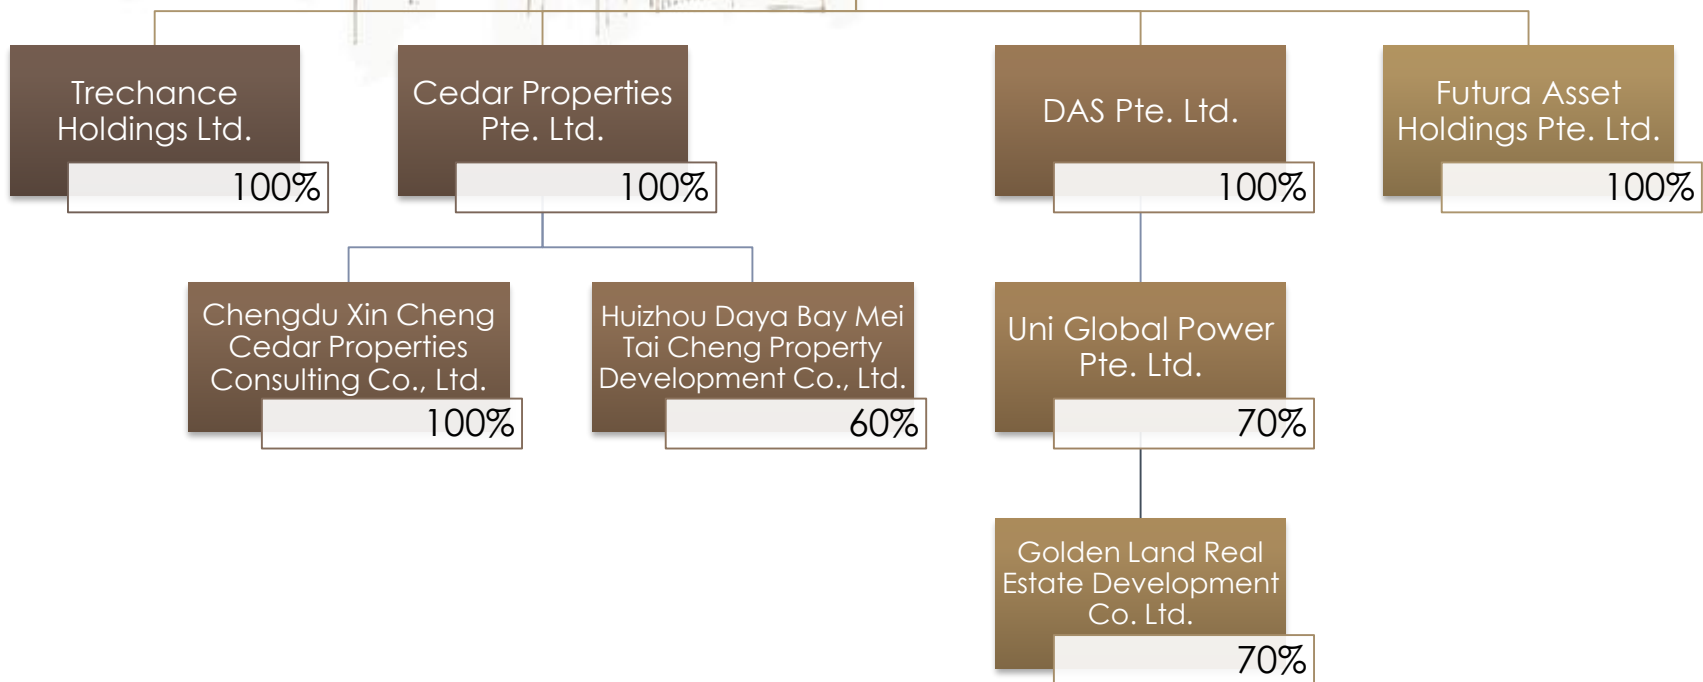 Trechance
Holdings Ltd.
100%
Cedar Properties
Pte. Ltd.
100%
DAS Pte. Ltd.
100%
Futura Asset
Holdings Pte. Ltd.
100%
Chengdu Xin Cheng
Cedar Properties
Consulting Co., Ltd.
100%
Huizhou Daya Bay Mei
Tai Cheng Property
Development Co., Ltd.
60%
Uni Global Power
Pte. Ltd.
70%
Golden Land Real
Estate Development
Co. Ltd.
70%